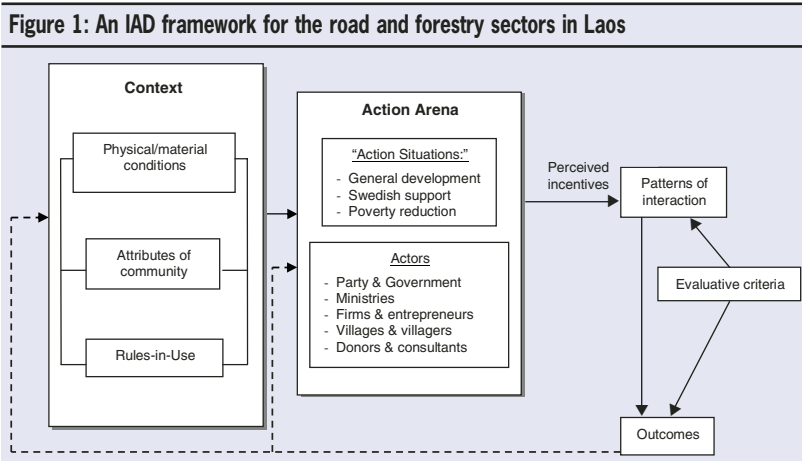 Figure 1: An IAD framework for the road and forestry sectors in Laos
Context
Physical/material
conditions
Attributes of
community
Rules-in-Use
Action Arena
“Action Situations:”
- General development
- Swedish support
- Poverty reduction
Actors
- Party & Government
- Ministries
- Firms & entrepreneurs
- Villages & villagers
- Donors & consultants
Perceived
incentives
Patterns of
interaction
Evaluative criteria
Outcomes